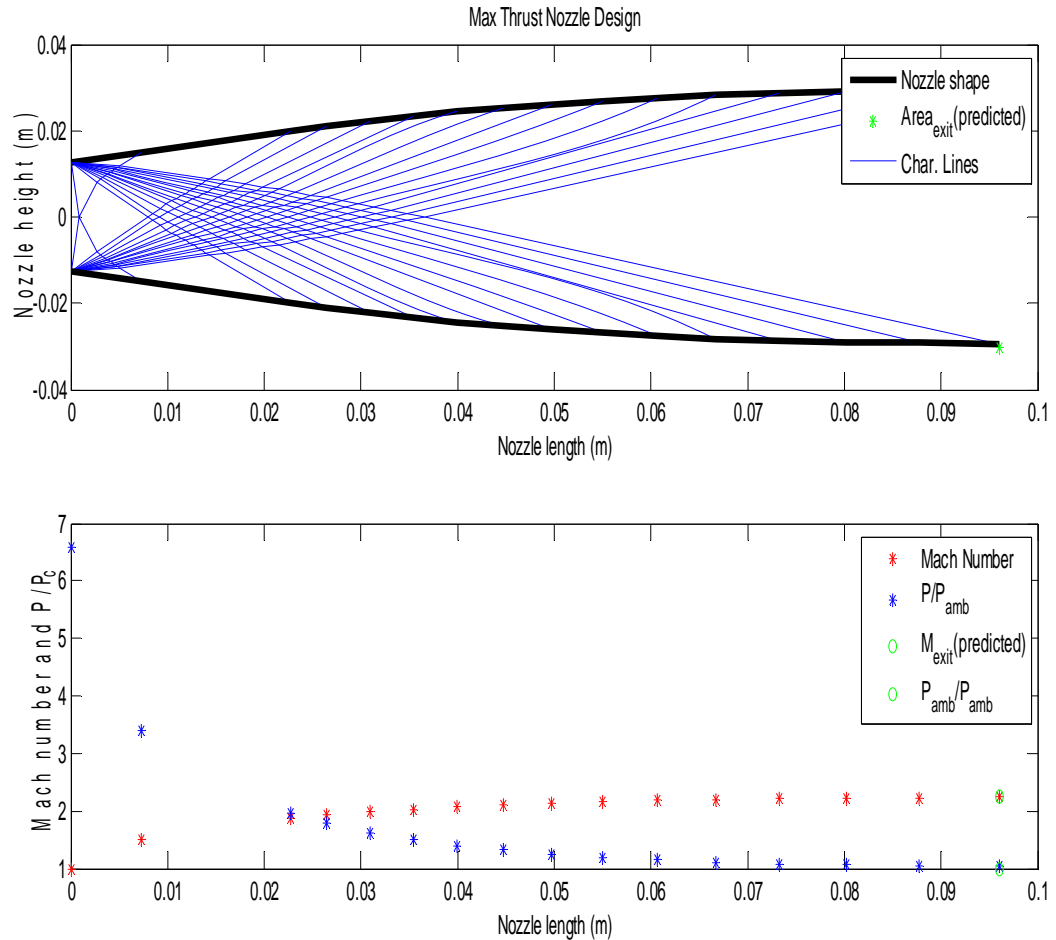 Max Thrust Nozzle Design
0.04
0.02
0
-0.02
-0.04
Nozzle height (m)
Nozzle shape
Area_exit(predicted)
Char. Lines
0 0.01 0.02 0.03 0.04 0.05 0.06 0.07 0.08 0.09 0.1
Nozzle length (m)
7
6
5
4
3
2
1
Mach number and P/P_c
Mach Number
P/P_amb
M_exit(predicted)
P_amb/P_amb
0 0.01 0.02 0.03 0.04 0.05 0.06 0.07 0.08 0.09 0.1
Nozzle length (m)